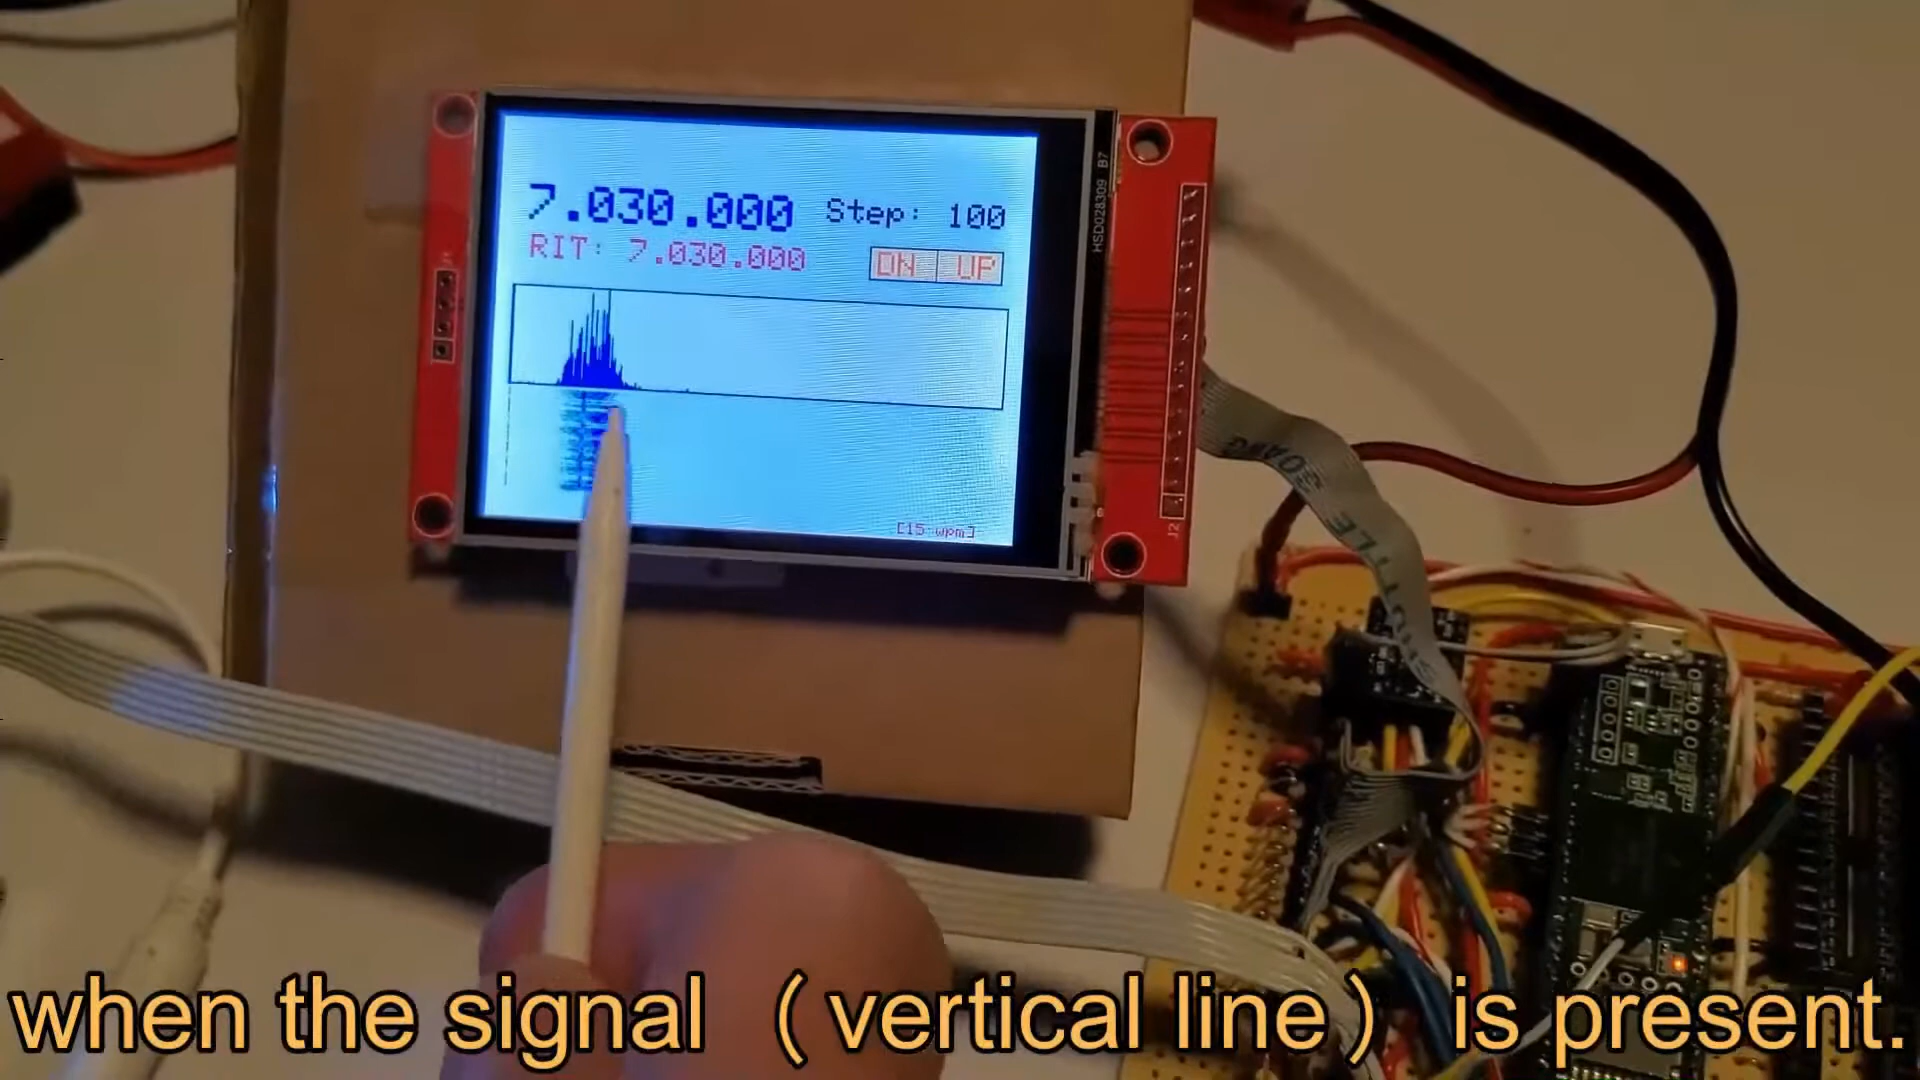 7.030.000 Step: 100
RIT: 7.030.000
DN UP
[15 wpm]
HSD028309 B7
J2
when the signal （vertical line） is present.